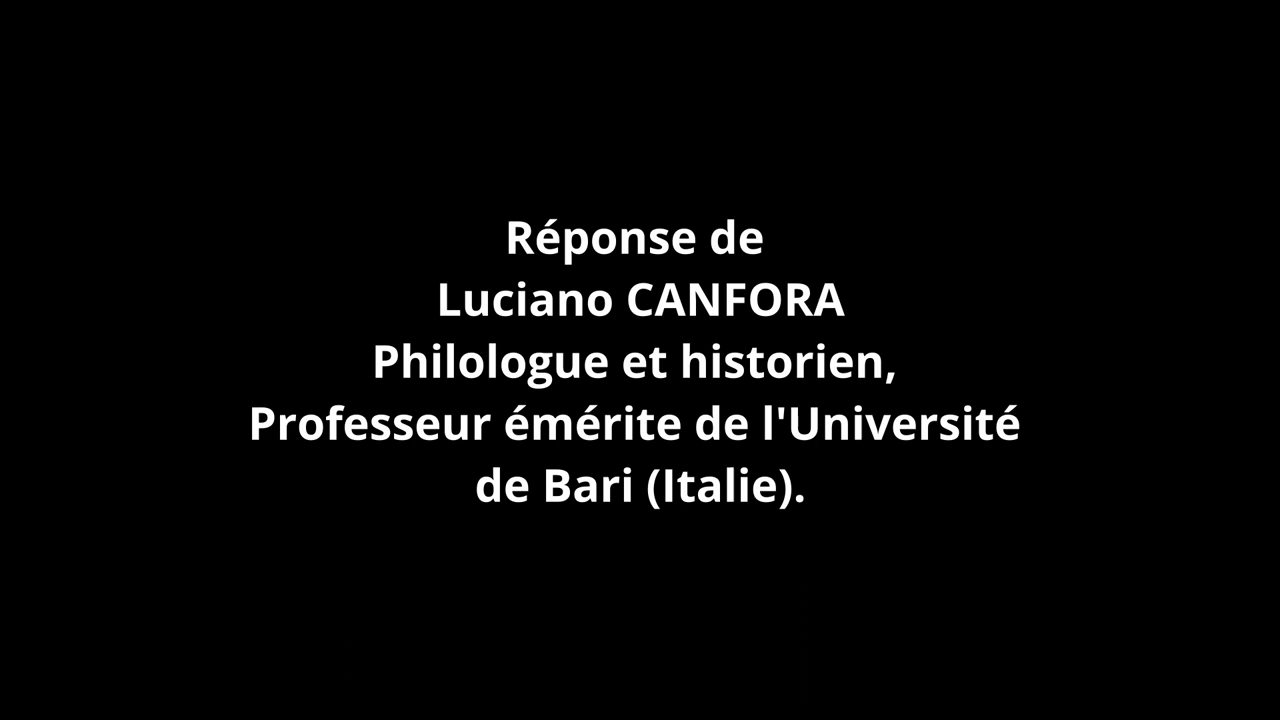 Réponse de
Luciano CANFORA
Philologue et historien,
Professeur émérite de l'Université
de Bari (Italie).